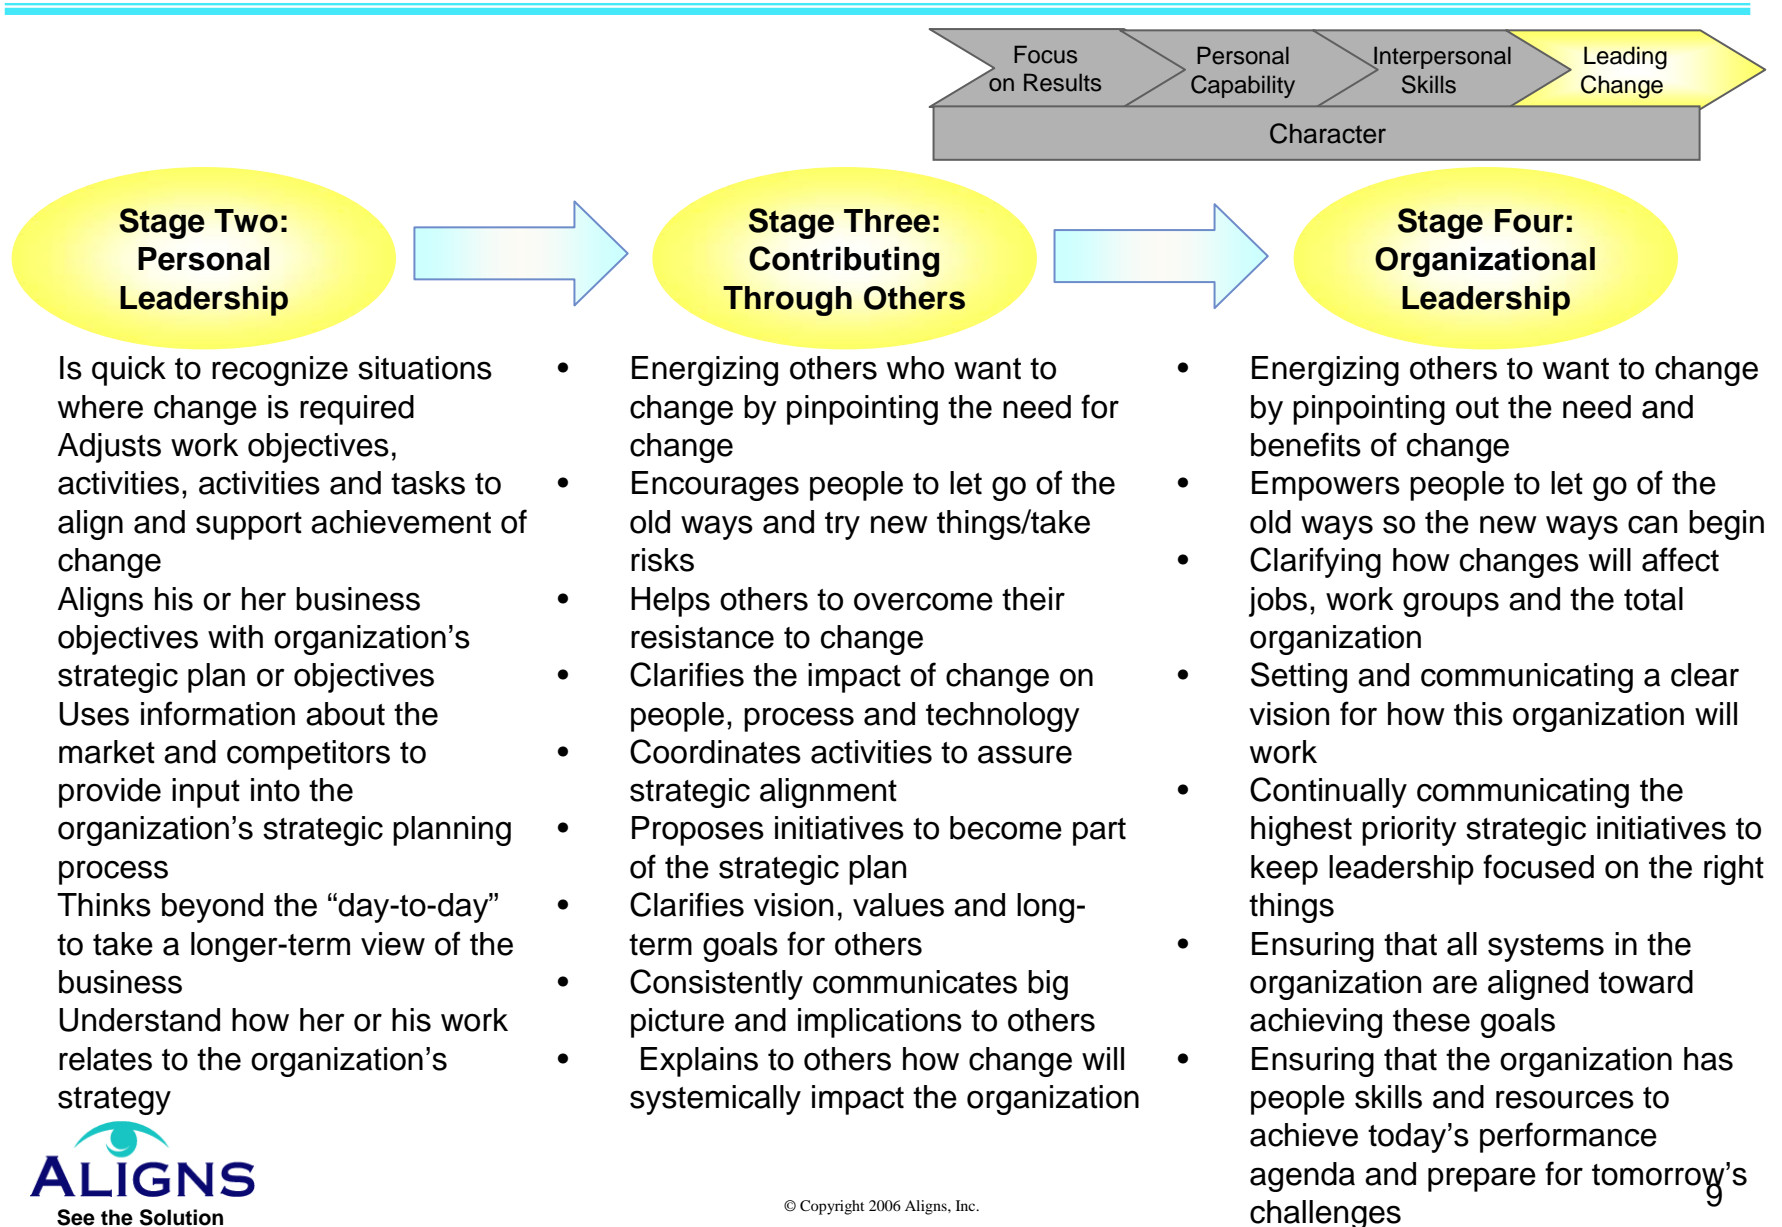 Focus
on Results
Personal
Capability
Interpersonal
Skills
Leading
Change
Character
Stage Two:
Personal
Leadership
Stage Three:
Contributing
Through Others
Stage Four:
Organizational
Leadership
Is quick to recognize situations
where change is required
Adjusts work objectives,
activities, activities and tasks to
align and support achievement of
change
Aligns his or her business
objectives with organization’s
strategic plan or objectives
Uses information about the
market and competitors to
provide input into the
organization’s strategic planning
process
Thinks beyond the “day-to-day”
to take a longer-term view of the
business
Understand how her or his work
relates to the organization’s
strategy
• Energizing others who want to
change by pinpointing the need for
change
• Encourages people to let go of the
old ways and try new things/take
risks
• Helps others to overcome their
resistance to change
• Clarifies the impact of change on
people, process and technology
• Coordinates activities to assure
strategic alignment
• Proposes initiatives to become part
of the strategic plan
• Clarifies vision, values and long-
term goals for others
• Consistently communicates big
picture and implications to others
• Explains to others how change will
systemically impact the organization
• Energizing others to want to change
by pinpointing out the need and
benefits of change
• Empowers people to let go of the
old ways so the new ways can begin
• Clarifying how changes will affect
jobs, work groups and the total
organization
• Setting and communicating a clear
vision for how this organization will
work
• Continually communicating the
highest priority strategic initiatives to
keep leadership focused on the right
things
• Ensuring that all systems in the
organization are aligned toward
achieving these goals
• Ensuring that the organization has
people skills and resources to
achieve today’s performance
agenda and prepare for tomorrow’s
challenges
ALIGNS
See the Solution
© Copyright 2006 Aligns, Inc.
9